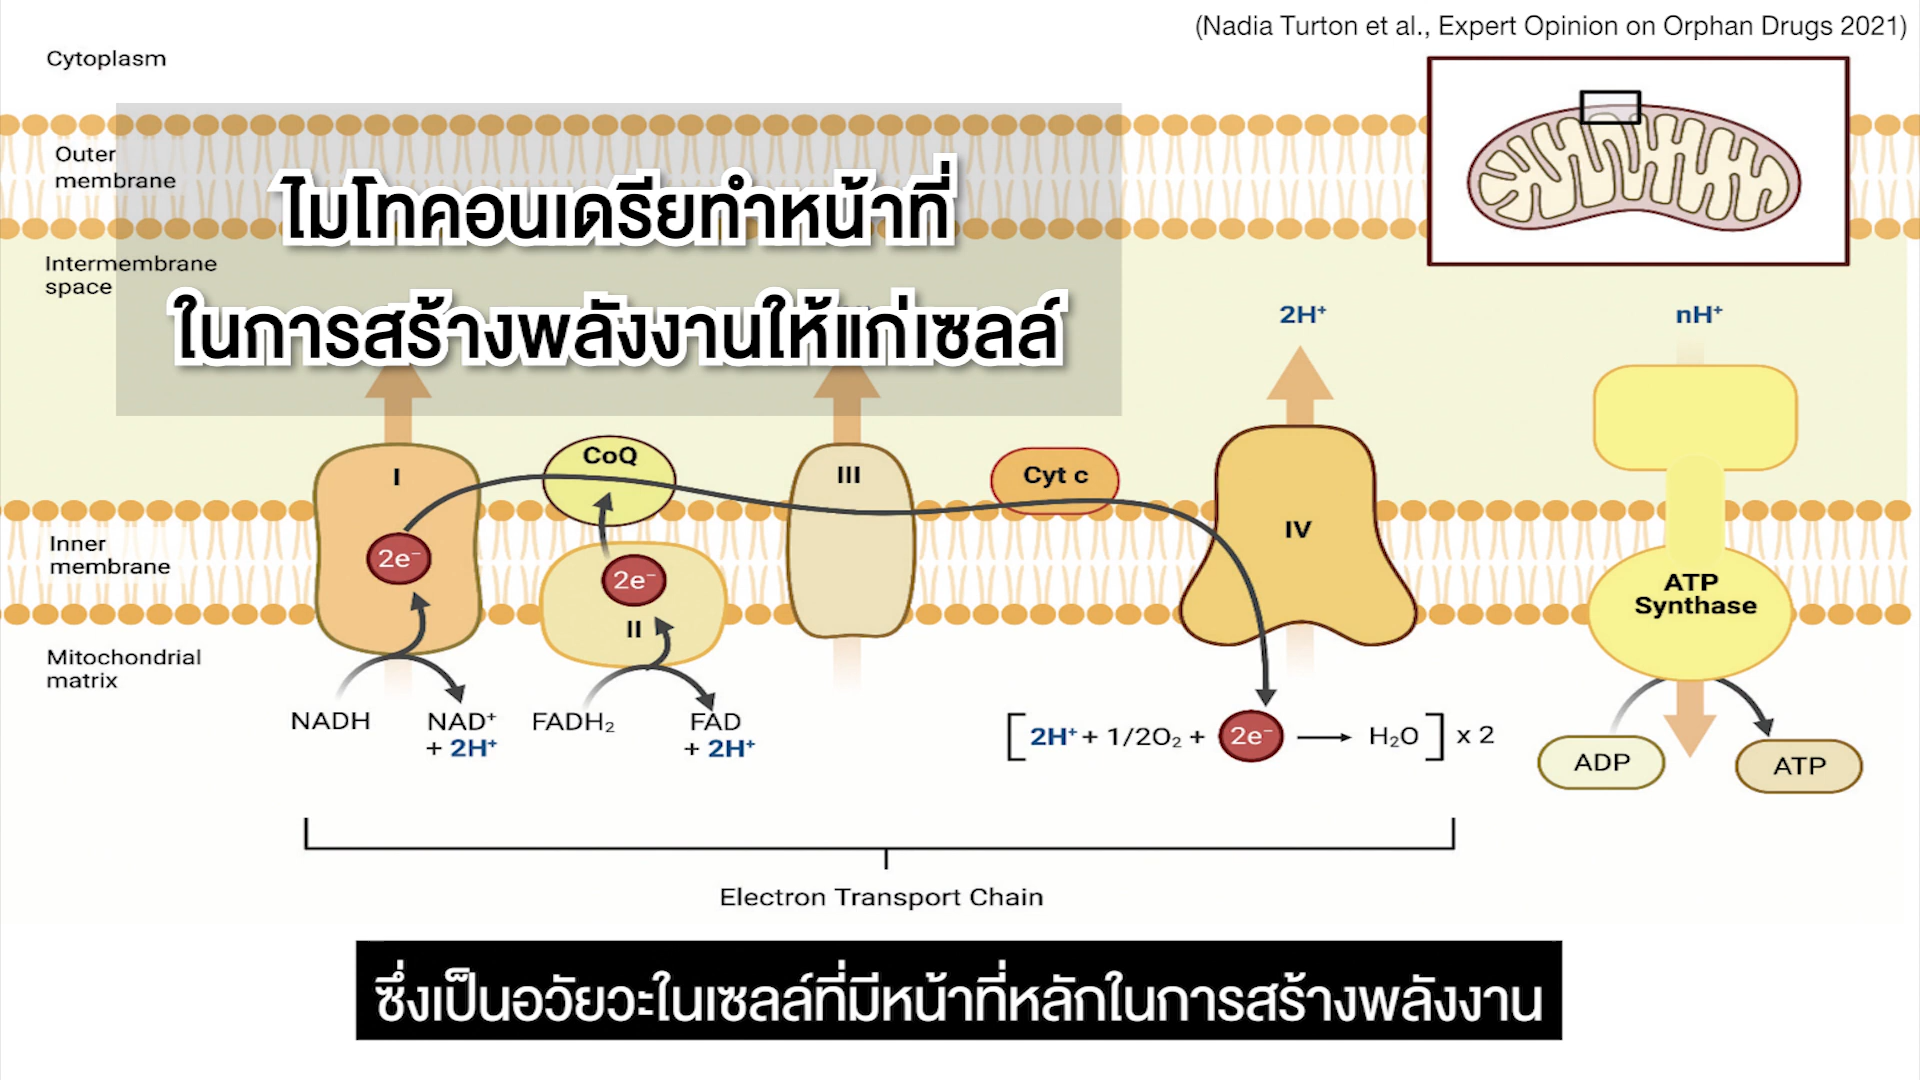 (Nadia Turton et al., Expert Opinion on Orphan Drugs 2021)
Cytoplasm
Outer
membrane
ไมโทคอนเดรียทำหน้าที่
ในการสร้างพลังงานให้แก่เซลล์
Intermembrane
space
2H⁺
nH⁺
I
CoQ
III
Cyt c
IV
2e⁻
2e⁻
II
Inner
membrane
ATP
Synthase
Mitochondrial
matrix
NADH
NAD⁺
+ 2H⁺
FADH₂
FAD
+ 2H⁺
[2H⁺ + 1/2O₂ + 2e⁻ → H₂O] x 2
ADP
ATP
Electron Transport Chain
ซึ่งเป็นอวัยวะในเซลล์ที่มีหน้าที่หลักในการสร้างพลังงาน